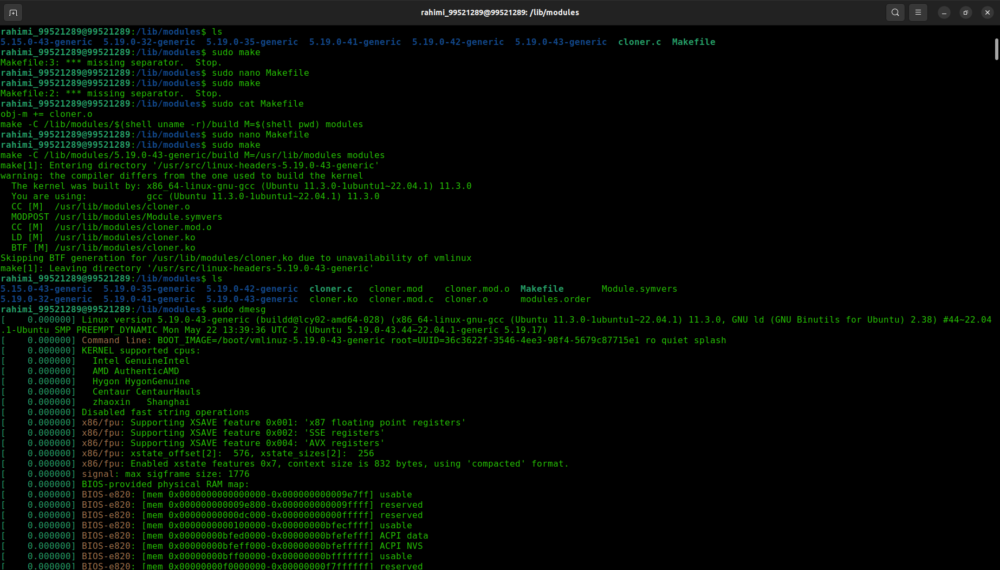 rahimi_99521289@99521289: /lib/modules
rahimi_99521289@99521289:/lib/modules$ ls
5.15.0-43-generic  5.19.0-32-generic  5.19.0-35-generic  5.19.0-41-generic  5.19.0-42-generic  5.19.0-43-generic  cloner.c  Makefile
rahimi_99521289@99521289:/lib/modules$ sudo make
Makefile:3: *** missing separator.  Stop.
rahimi_99521289@99521289:/lib/modules$ sudo nano Makefile
rahimi_99521289@99521289:/lib/modules$ sudo make
Makefile:2: *** missing separator.  Stop.
rahimi_99521289@99521289:/lib/modules$ sudo cat Makefile
obj-m += cloner.o
make -C /lib/modules/$(shell uname -r)/build M=$(shell pwd) modules
rahimi_99521289@99521289:/lib/modules$ sudo nano Makefile
rahimi_99521289@99521289:/lib/modules$ sudo make
make -C /lib/modules/5.19.0-43-generic/build M=/usr/lib/modules modules
make[1]: Entering directory '/usr/src/linux-headers-5.19.0-43-generic'
warning: the compiler differs from the one used to build the kernel
  The kernel was built by: x86_64-linux-gnu-gcc (Ubuntu 11.3.0-1ubuntu1~22.04.1) 11.3.0
  You are using:           gcc (Ubuntu 11.3.0-1ubuntu1~22.04.1) 11.3.0
  CC [M]  /usr/lib/modules/cloner.o
  MODPOST /usr/lib/modules/Module.symvers
  CC [M]  /usr/lib/modules/cloner.mod.o
  LD [M]  /usr/lib/modules/cloner.ko
  BTF [M] /usr/lib/modules/cloner.ko
Skipping BTF generation for /usr/lib/modules/cloner.ko due to unavailability of vmlinux
make[1]: Leaving directory '/usr/src/linux-headers-5.19.0-43-generic'
rahimi_99521289@99521289:/lib/modules$ ls
5.15.0-43-generic  5.19.0-35-generic  5.19.0-42-generic  cloner.c   cloner.mod    cloner.mod.o  Makefile       Module.symvers
5.19.0-32-generic  5.19.0-41-generic  5.19.0-43-generic  cloner.ko  cloner.mod.c  cloner.o      modules.order
rahimi_99521289@99521289:/lib/modules$ sudo dmesg
[    0.000000] Linux version 5.19.0-43-generic (buildd@lcy02-amd64-028) (x86_64-linux-gnu-gcc (Ubuntu 11.3.0-1ubuntu1~22.04.1) 11.3.0, GNU ld (GNU Binutils for Ubuntu) 2.38) #44~22.04
.1-Ubuntu SMP PREEMPT_DYNAMIC Mon May 22 13:39:36 UTC 2 (Ubuntu 5.19.0-43.44~22.04.1-generic 5.19.17)
[    0.000000] Command line: BOOT_IMAGE=/boot/vmlinuz-5.19.0-43-generic root=UUID=36c3622f-3546-4ee3-98f4-5679c87715e1 ro quiet splash
[    0.000000] KERNEL supported cpus:
[    0.000000]   Intel GenuineIntel
[    0.000000]   AMD AuthenticAMD
[    0.000000]   Hygon HygonGenuine
[    0.000000]   Centaur CentaurHauls
[    0.000000]   zhaoxin   Shanghai
[    0.000000] Disabled fast string operations
[    0.000000] x86/fpu: Supporting XSAVE feature 0x001: 'x87 floating point registers'
[    0.000000] x86/fpu: Supporting XSAVE feature 0x002: 'SSE registers'
[    0.000000] x86/fpu: Supporting XSAVE feature 0x004: 'AVX registers'
[    0.000000] x86/fpu: xstate_offset[2]:  576, xstate_sizes[2]:  256
[    0.000000] x86/fpu: Enabled xstate features 0x7, context size is 832 bytes, using 'compacted' format.
[    0.000000] signal: max sigframe size: 1776
[    0.000000] BIOS-provided physical RAM map:
[    0.000000] BIOS-e820: [mem 0x0000000000000000-0x000000000009e7ff] usable
[    0.000000] BIOS-e820: [mem 0x000000000009e800-0x000000000009ffff] reserved
[    0.000000] BIOS-e820: [mem 0x00000000000dc000-0x00000000000fffff] reserved
[    0.000000] BIOS-e820: [mem 0x0000000000100000-0x00000000bfecffff] usable
[    0.000000] BIOS-e820: [mem 0x00000000bfed0000-0x00000000bfefefff] ACPI data
[    0.000000] BIOS-e820: [mem 0x00000000bfeff000-0x00000000bfefffff] ACPI NVS
[    0.000000] BIOS-e820: [mem 0x00000000bff00000-0x00000000bfffffff] usable
[    0.000000] BIOS-e820: [mem 0x00000000f0000000-0x00000000f7ffffff] reserved